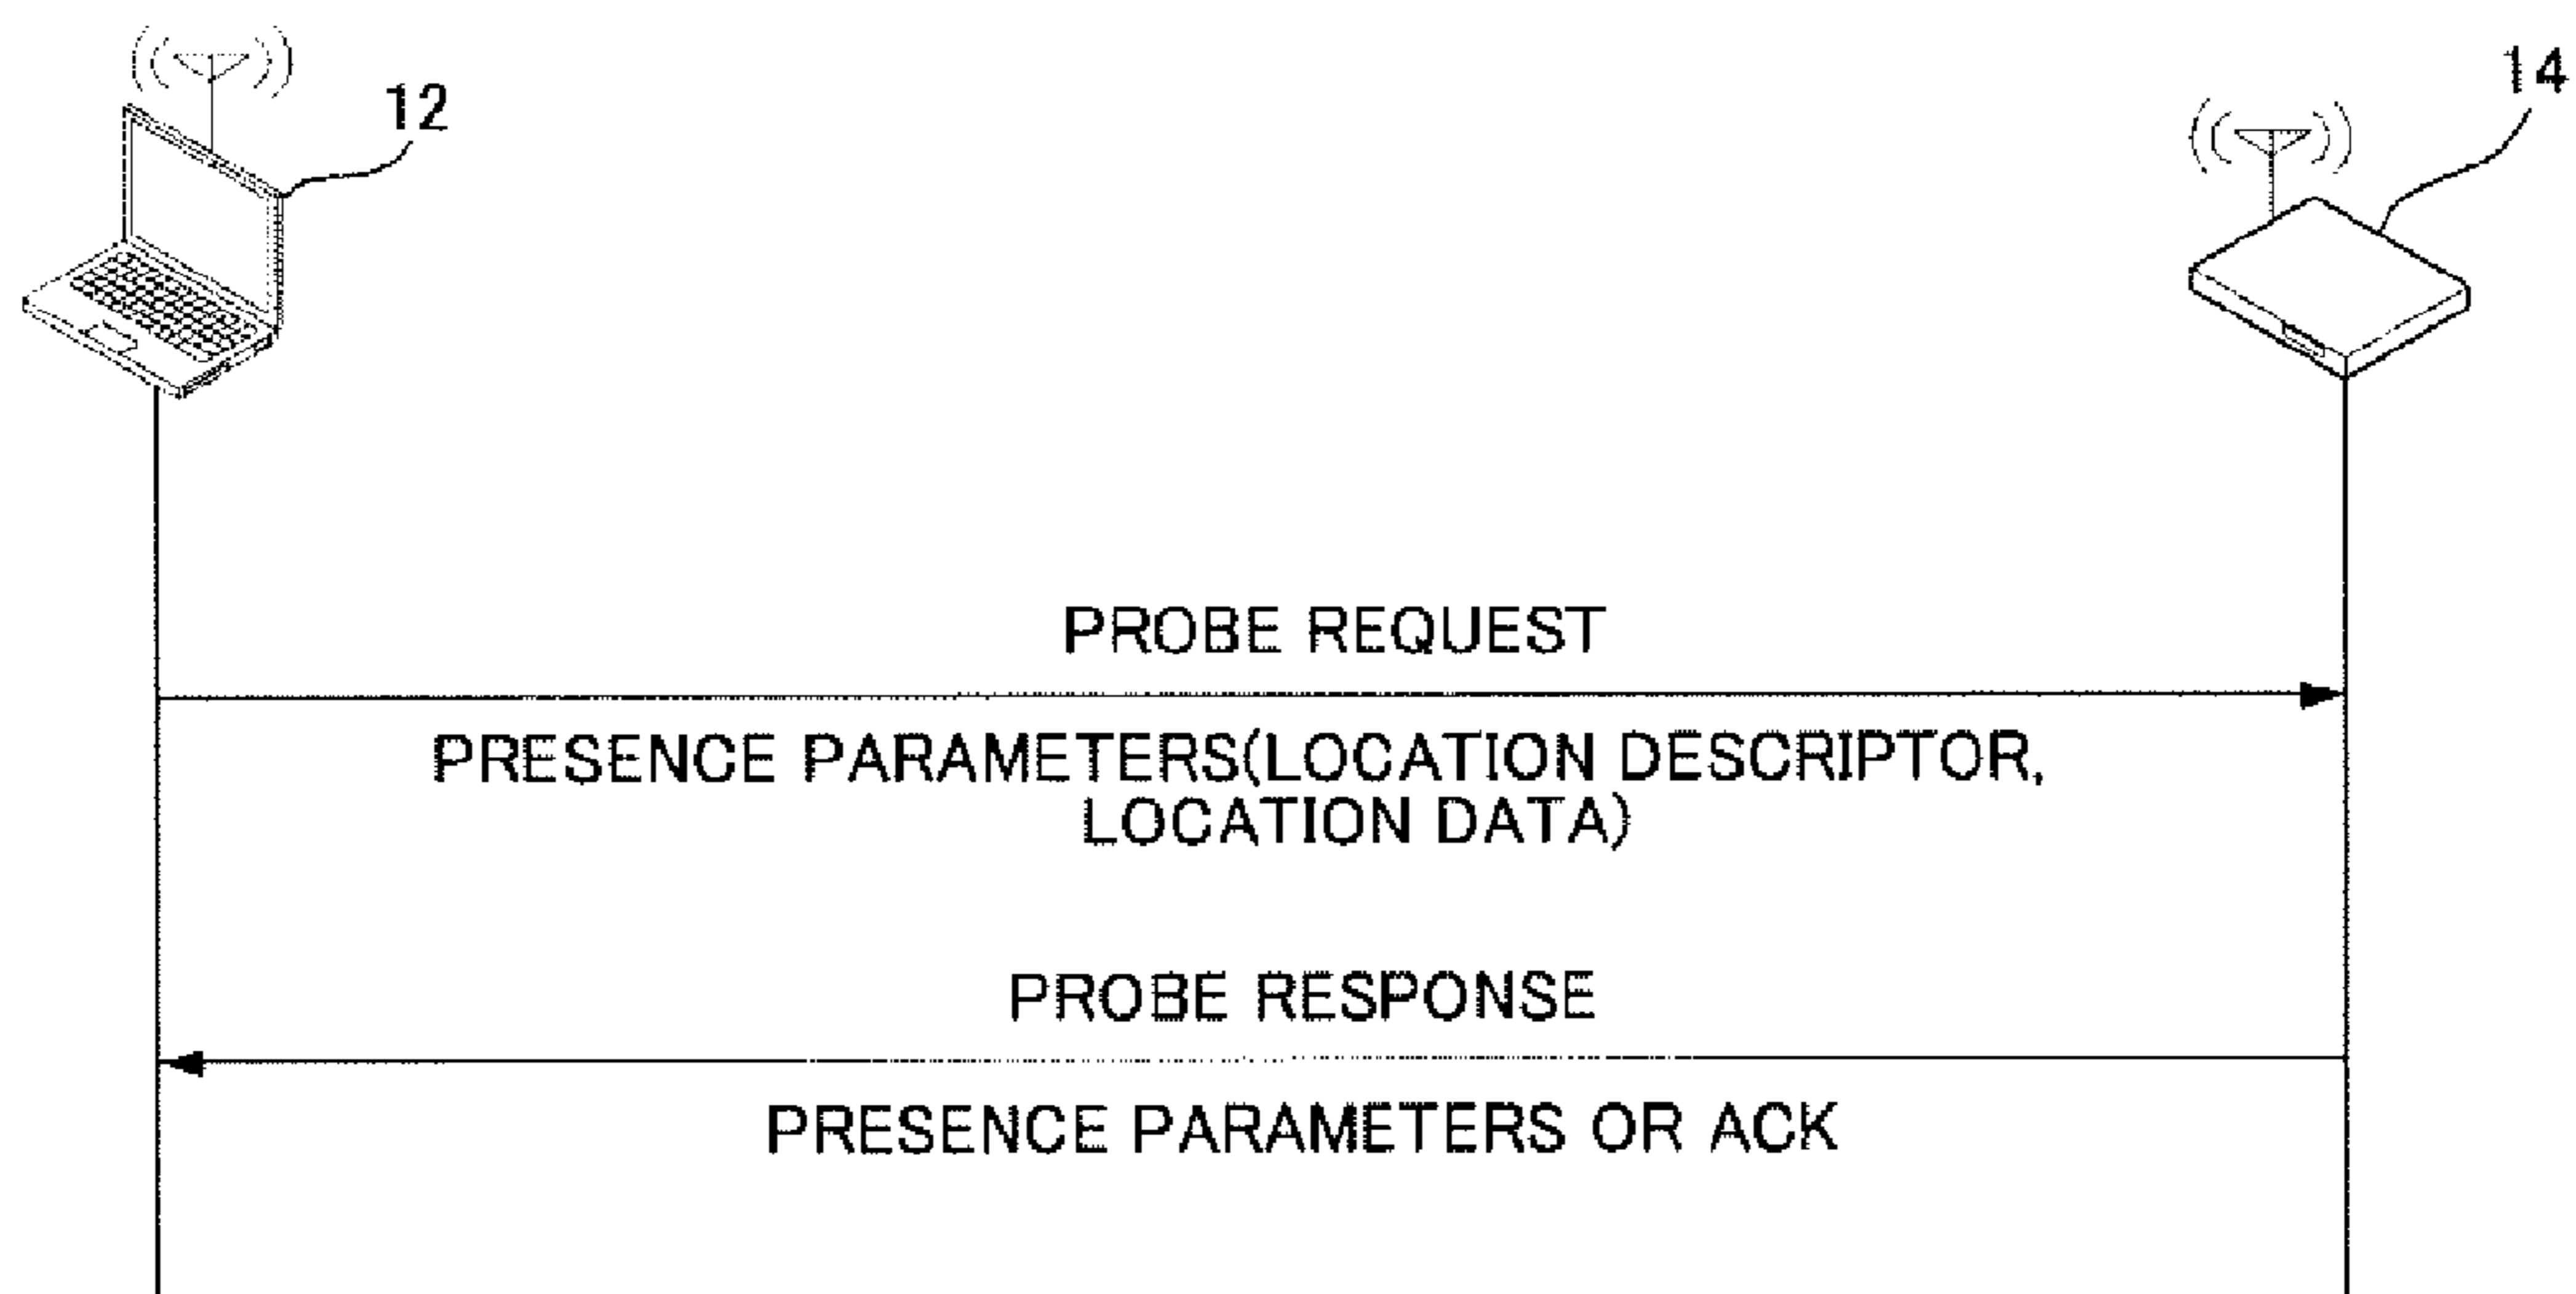 12
14
PROBE REQUEST
PRESENCE PARAMETERS(LOCATION DESCRIPTOR,
LOCATION DATA)
PROBE RESPONSE
PRESENCE PARAMETERS OR ACK